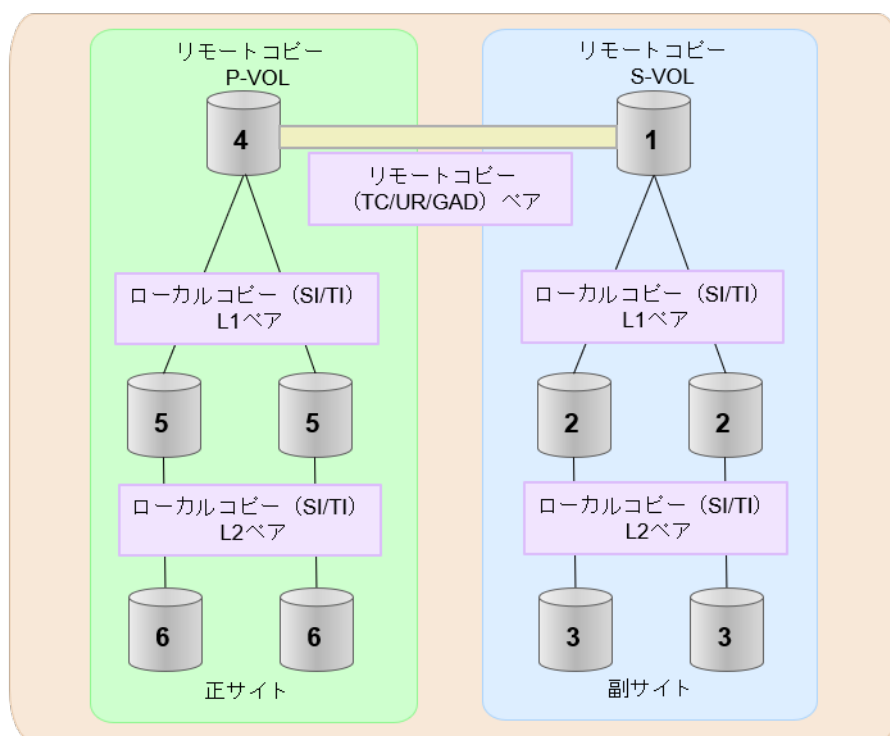 リモートコピー
P-VOL
リモートコピー
S-VOL
4
1
リモートコピー
（TC/UR/GAD）ペア
ローカルコピー（SI/TI）
L1ペア
ローカルコピー（SI/TI）
L1ペア
5
5
2
2
ローカルコピー（SI/TI）
L2ペア
ローカルコピー（SI/TI）
L2ペア
6
6
3
3
正サイト
副サイト